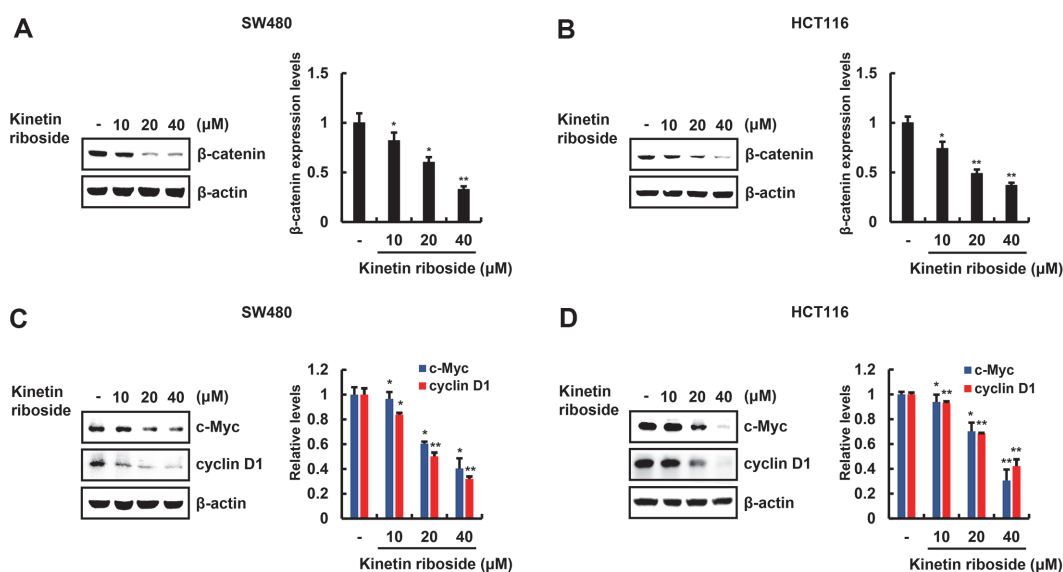 A
SW480
Kinetin
riboside
- 10 20 40 (μM)
β-catenin
β-actin
β-catenin expression levels
1.5
1
0.5
0
* * **
- 10 20 40
Kinetin riboside (μM)
B
HCT116
Kinetin
riboside
- 10 20 40 (μM)
β-catenin
β-actin
β-catenin expression levels
1.5
1
0.5
0
* ** **
- 10 20 40
Kinetin riboside (μM)
C
SW480
Kinetin
riboside
- 10 20 40 (μM)
c-Myc
cyclin D1
β-actin
Relative levels
1.2
1
0.8
0.6
0.4
0.2
0
c-Myc
cyclin D1
* * * ** * **
- 10 20 40
Kinetin riboside (μM)
D
HCT116
Kinetin
riboside
- 10 20 40 (μM)
c-Myc
cyclin D1
β-actin
Relative levels
1.2
1
0.8
0.6
0.4
0.2
0
c-Myc
cyclin D1
* ** * ** ** **
- 10 20 40
Kinetin riboside (μM)